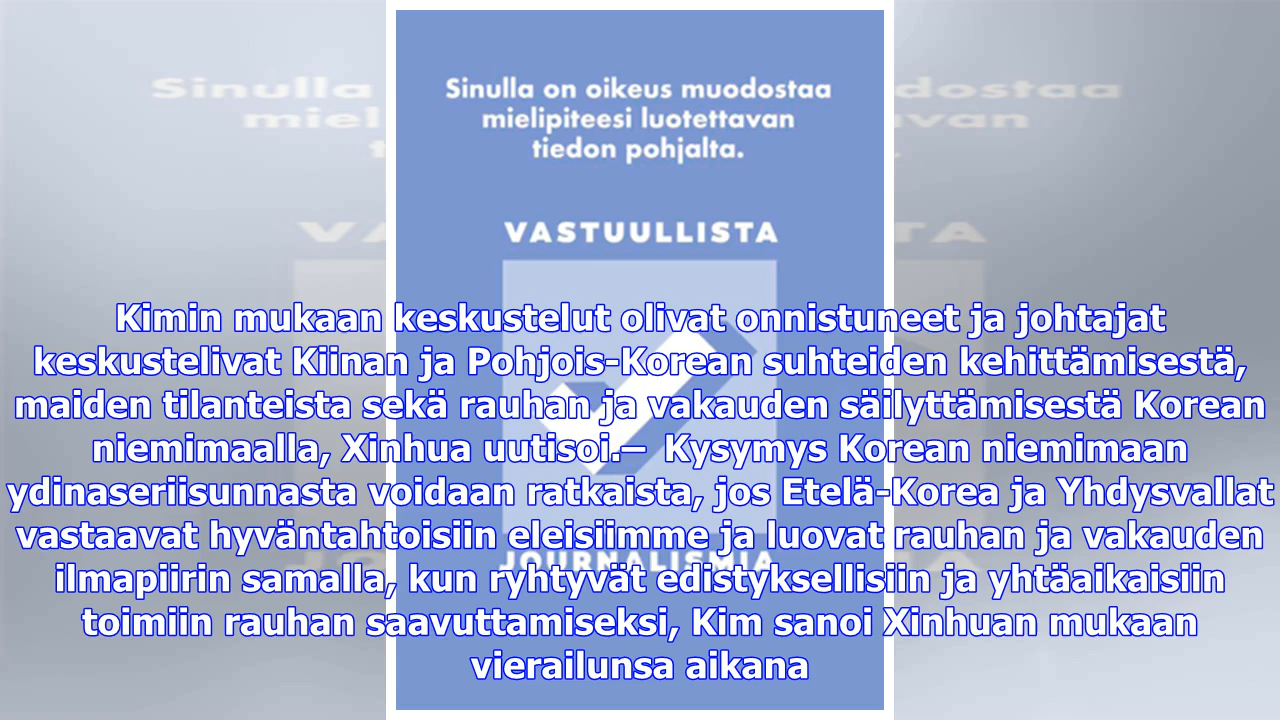 Sinulla on oikeus muodostaa
mielipiteesi luotettavan
tiedon pohjalta.
VASTUULLISTA
Kimin mukaan keskustelut olivat onnistuneet ja johtajat
keskustelivat Kiinan ja Pohjois-Korean suhteiden kehittämisestä,
maiden tilanteista sekä rauhan ja vakauden säilyttämisestä Korean
niemimaalla, Xinhua uutisoi.– Kysymys Korean niemimaan
ydinaseriisunnasta voidaan ratkaista, jos Etelä-Korea ja Yhdysvallat
vastaavat hyväntahtoisiin eleisiimme ja luovat rauhan ja vakauden
JOURNALISMIA
ilmapiirin samalla, kun ryhtyvät edistyksellisiin ja yhtäaikaisiin
toimiin rauhan saavuttamiseksi, Kim sanoi Xinhuan mukaan
vierailunsa aikana